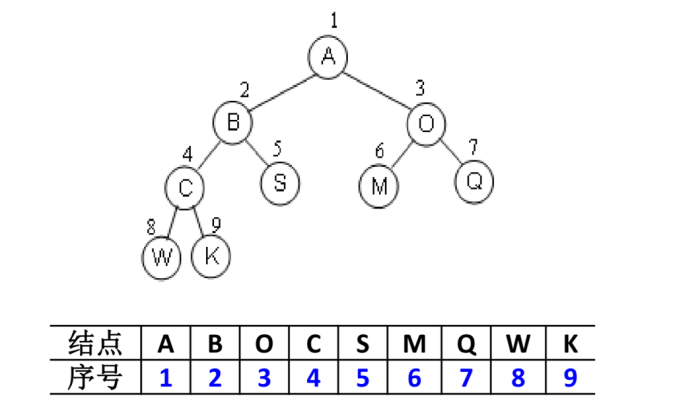 1
A
2 3
B O
4 5 6 7
C S M Q
8 9
W K
结点 A B O C S M Q W K
序号 1 2 3 4 5 6 7 8 9